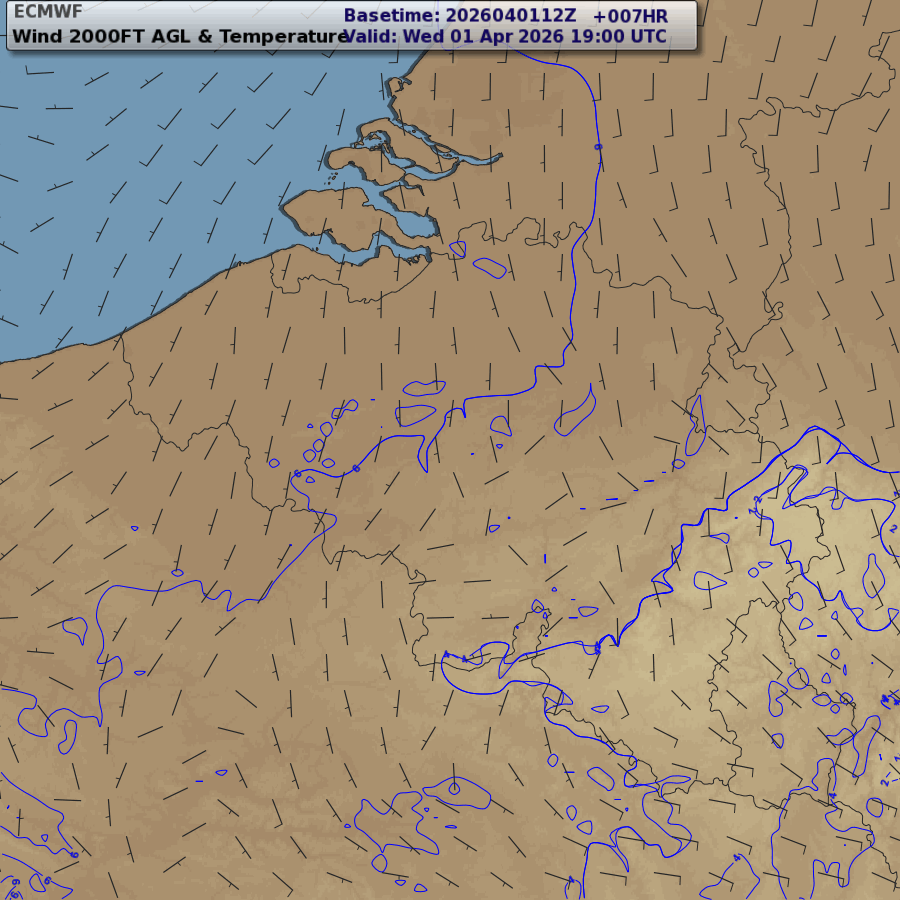 ECMWF
Basetime: 2026040112Z +007HR
Wind 2000FT AGL & Temperature
Valid: Wed 01 Apr 2026 19:00 UTC